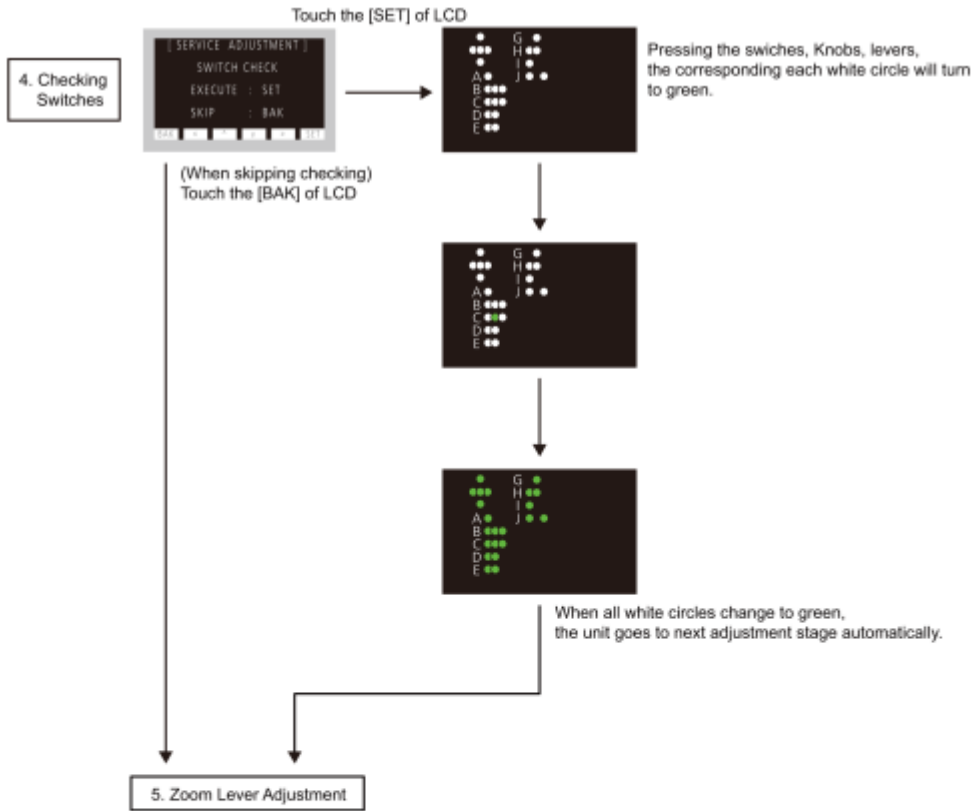 Touch the [SET] of LCD
4. Checking
Switches
[ SERVICE ADJUSTMENT ]
SWITCH CHECK
EXECUTE : SET
SKIP : BAK
BAK < ^ v > SET
G
H
I
A J
B
C
D
E
Pressing the swiches, Knobs, levers,
the corresponding each white circle will turn
to green.
(When skipping checking)
Touch the [BAK] of LCD
G
H
I
A J
B
C
D
E
G
H
I
A J
B
C
D
E
When all white circles change to green,
the unit goes to next adjustment stage automatically.
5. Zoom Lever Adjustment